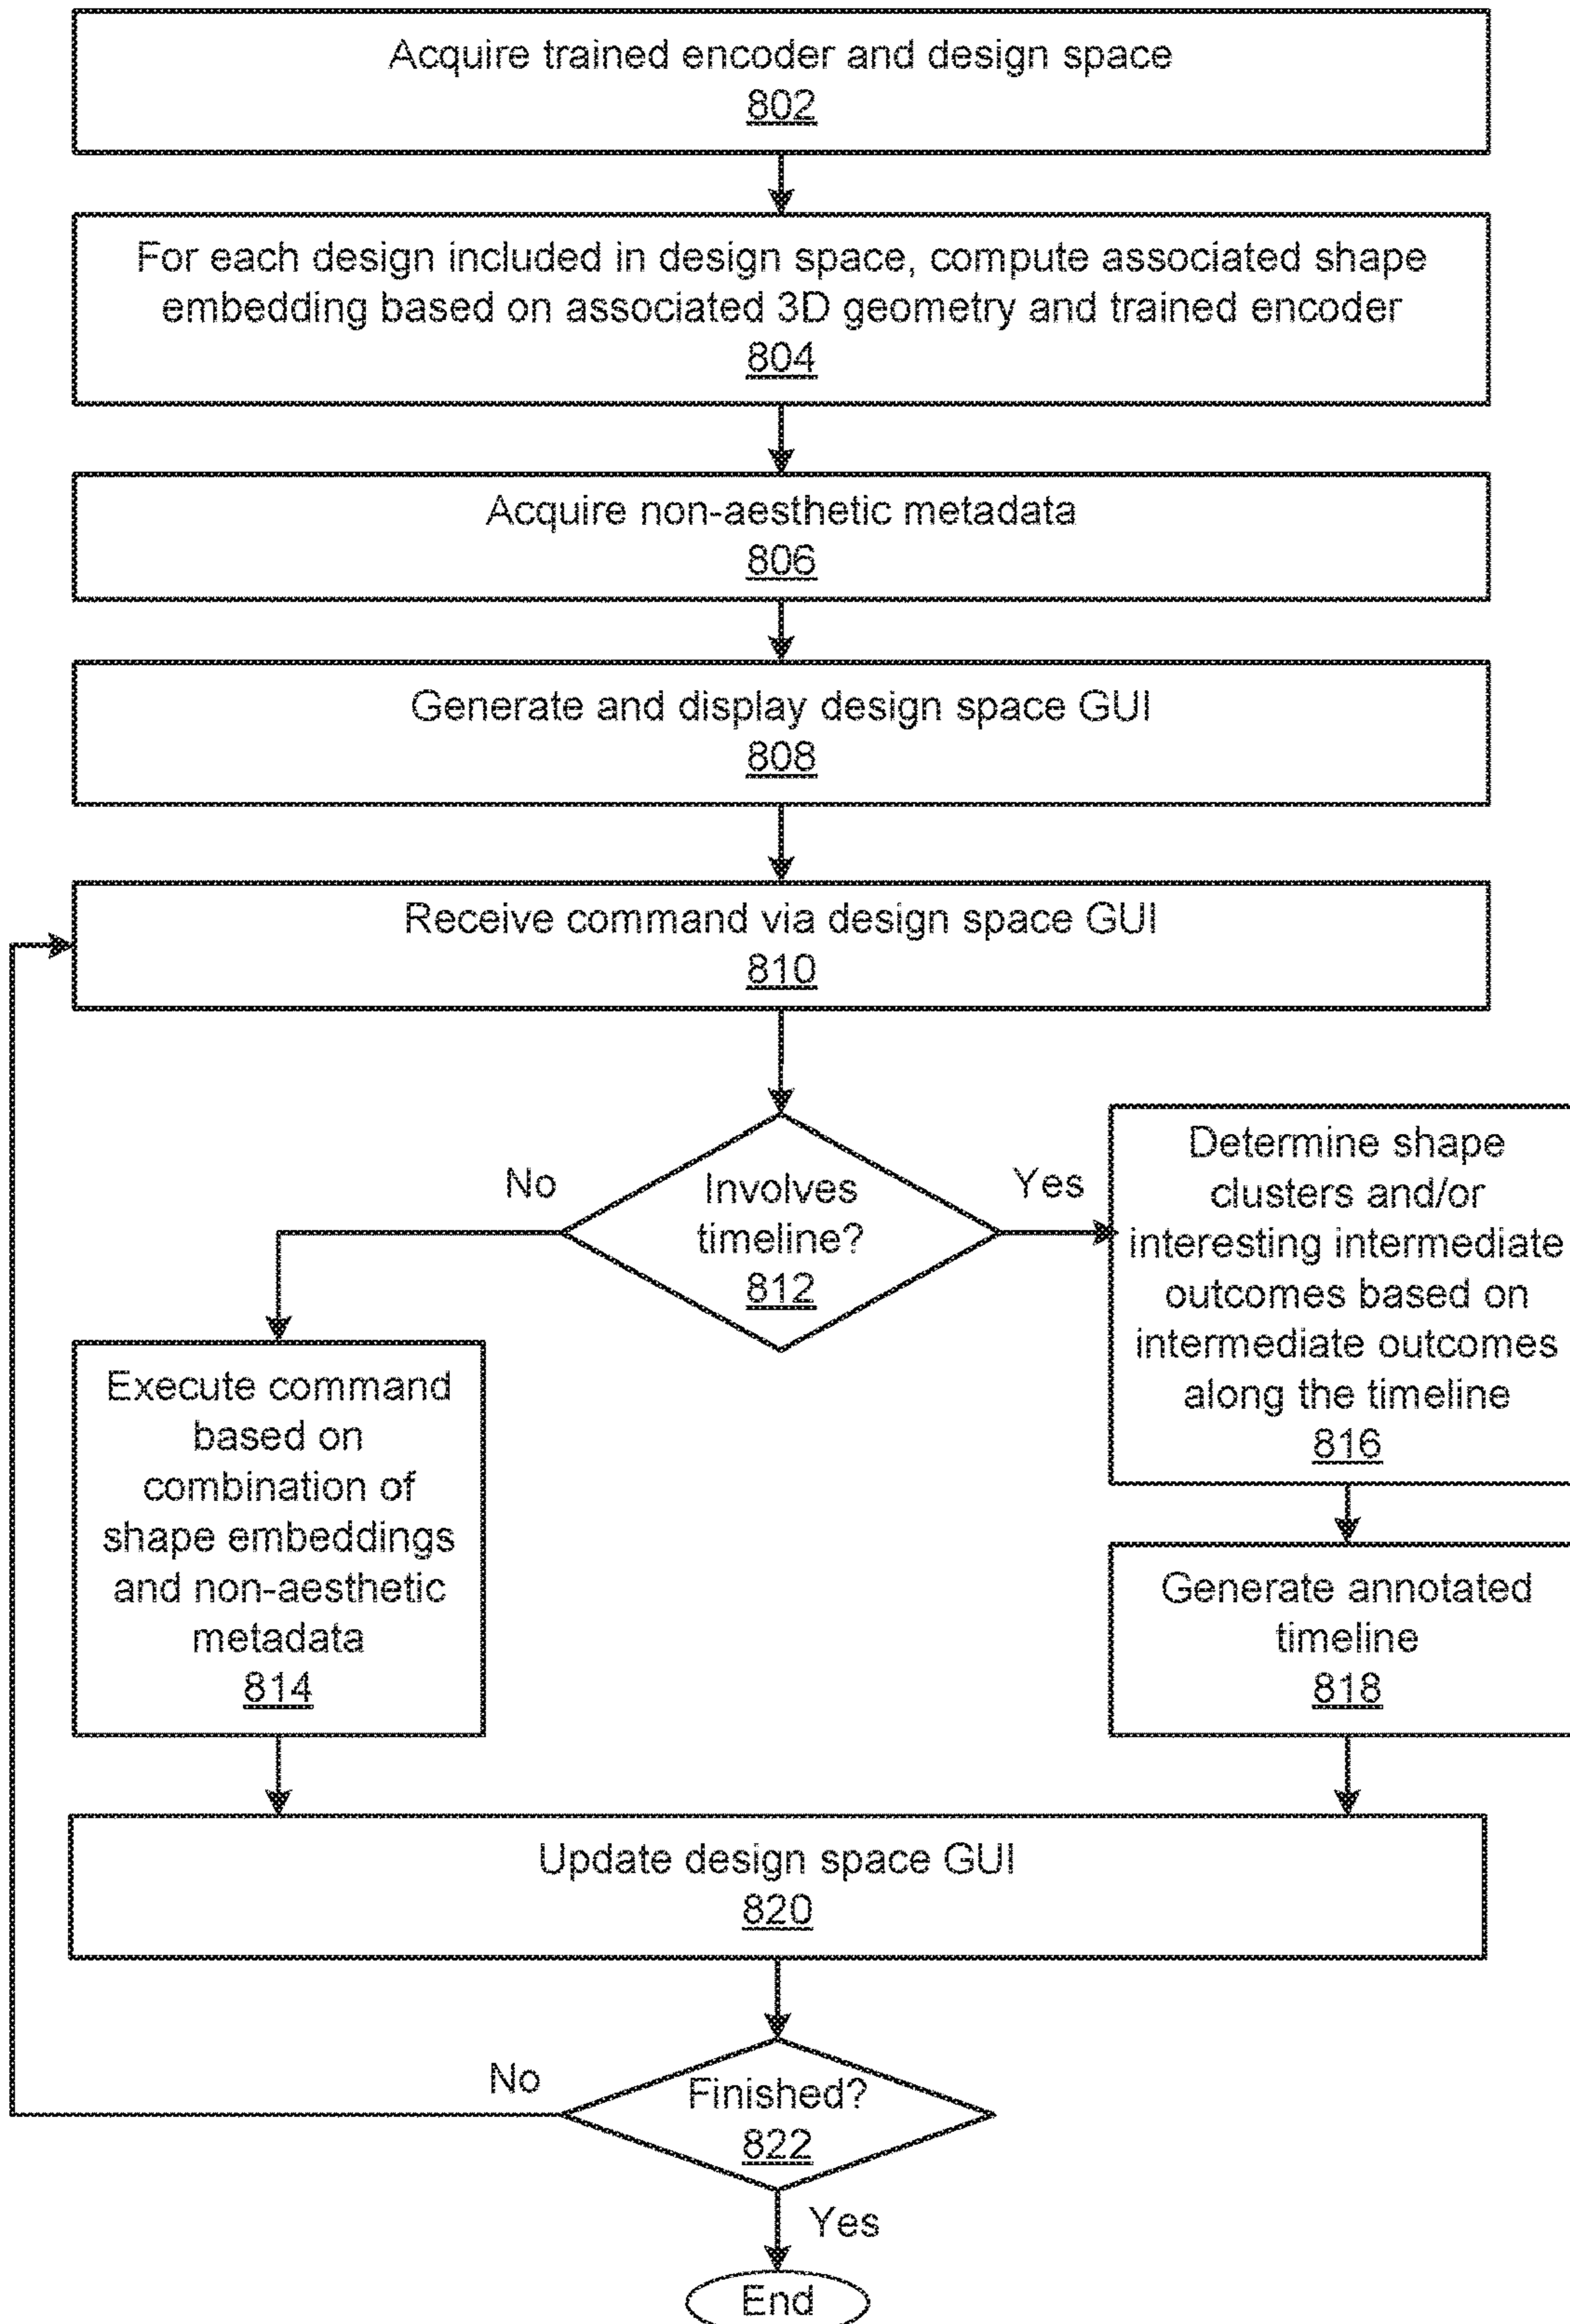 Acquire trained encoder and design space
802
For each design included in design space, compute associated shape
embedding based on associated 3D geometry and trained encoder
804
Acquire non-aesthetic metadata
806
Generate and display design space GUI
808
Receive command via design space GUI
810
No
Involves
timeline?
812
Yes
Determine shape
clusters and/or
interesting intermediate
outcomes based on
intermediate outcomes
along the timeline
816
Execute command
based on
combination of
shape embeddings
and non-aesthetic
metadata
814
Generate annotated
timeline
818
Update design space GUI
820
No
Finished?
822
Yes
End